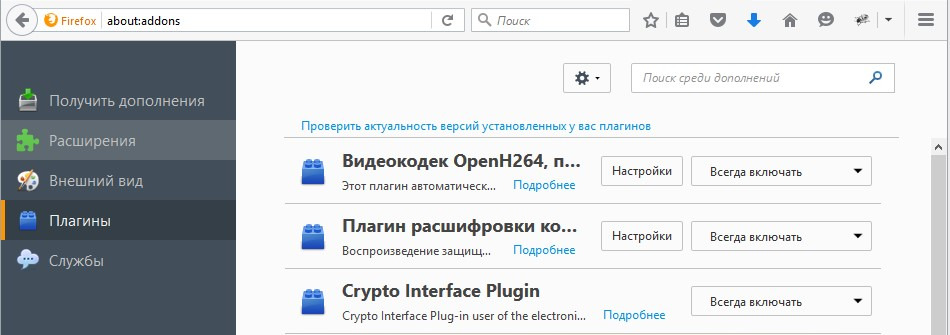 Firefox about:addons Поиск
Получить дополнения
Расширения
Внешний вид
Плагины
Службы
Поиск среди дополнений
Проверить актуальность версий установленных у вас плагинов
Видеокодек OpenH264, п...
Этот плагин автоматическ... Подробнее
Настройки Всегда включать
Плагин расшифровки ко...
Воспроизведение защищ... Подробнее
Настройки Всегда включать
Crypto Interface Plugin
Crypto Interface Plug-in user of the electroni... Подробнее
Всегда включать